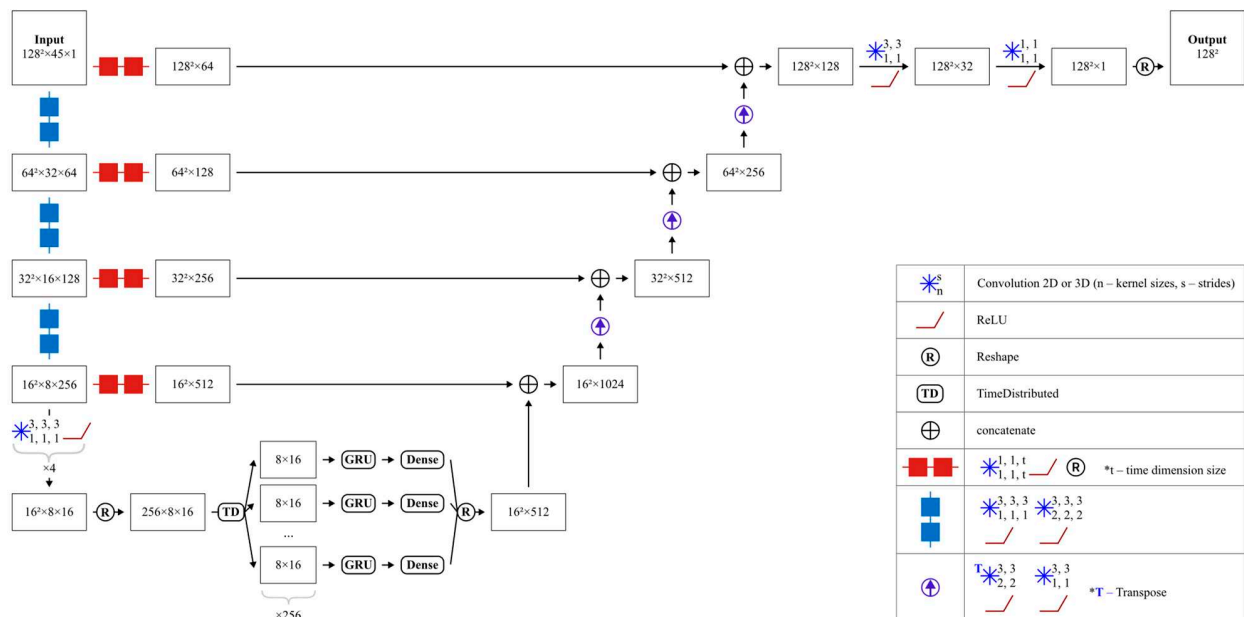 Input
128²×45×1
128²×64
128²×128
3, 3
1, 1
128²×32
1, 1
1, 1
128²×1
R
Output
128²
64²×32×64
64²×128
64²×256
32²×16×128
32²×256
32²×512
16²×8×256
16²×512
16²×1024
3, 3, 3
1, 1, 1
×4
16²×8×16
R
256×8×16
TD
8×16
GRU
Dense
8×16
GRU
Dense
...
8×16
GRU
Dense
×256
R
16²×512
s
n
Convolution 2D or 3D (n – kernel sizes, s – strides)
ReLU
R
Reshape
TD
TimeDistributed
concatenate
1, 1, t
1, 1, t
R
*t – time dimension size
3, 3, 3
1, 1, 1
3, 3, 3
2, 2, 2
T
3, 3
2, 2
3, 3
1, 1
*T – Transpose